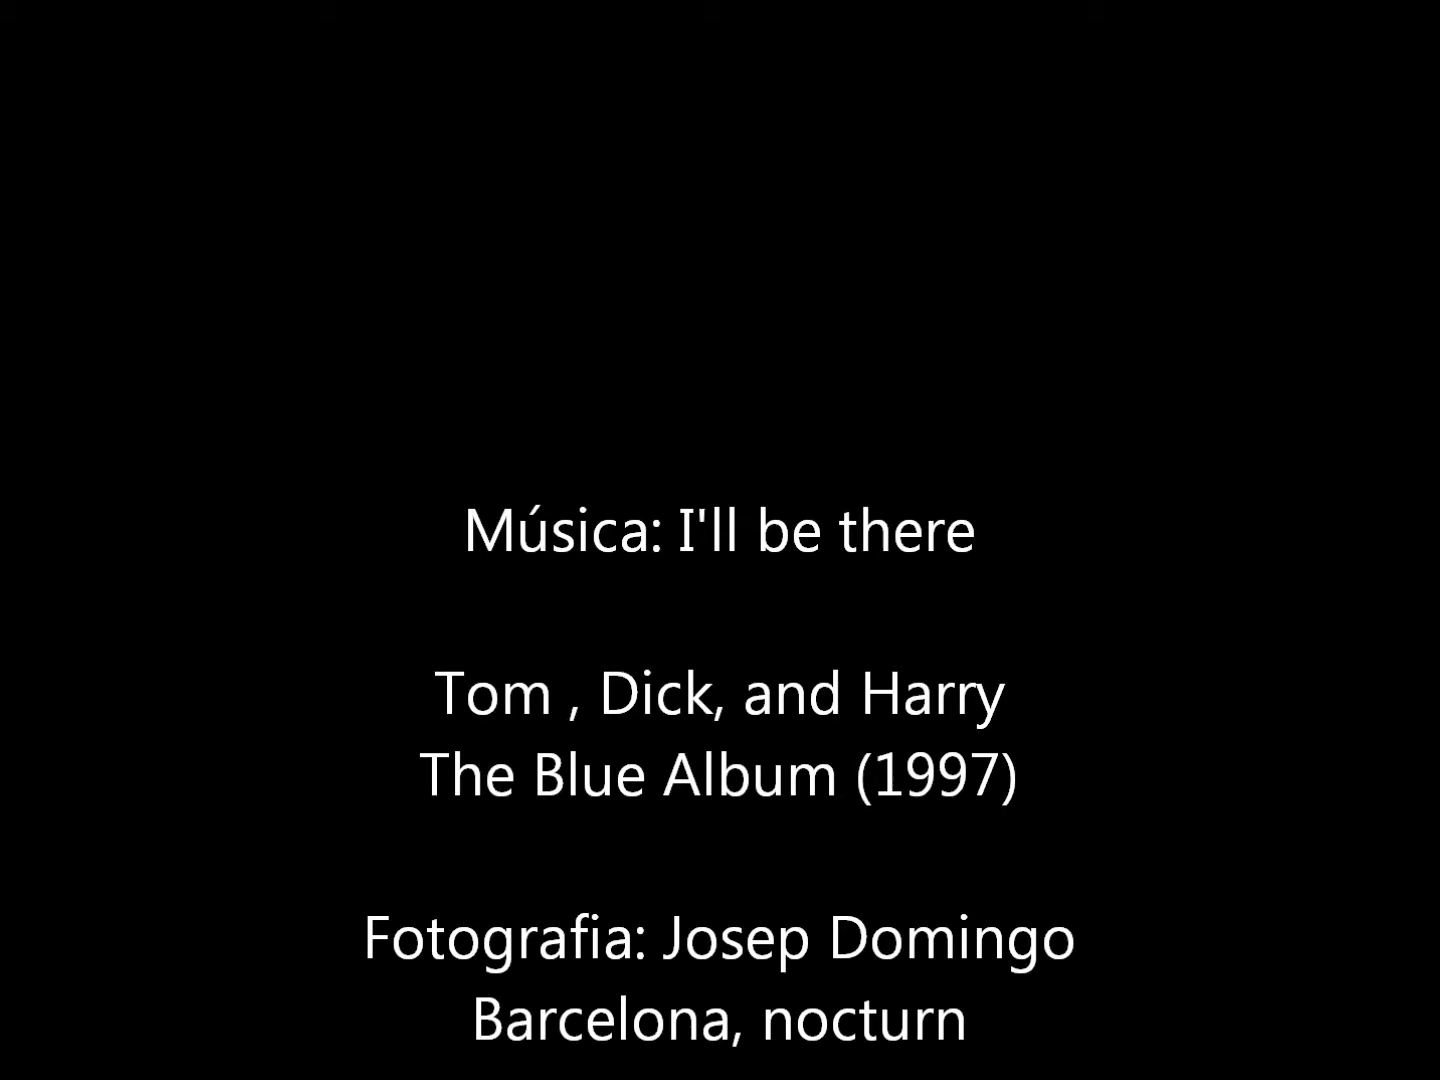 Música: I'll be there
Tom , Dick, and Harry
The Blue Album (1997)
Fotografia: Josep Domingo
Barcelona, nocturn